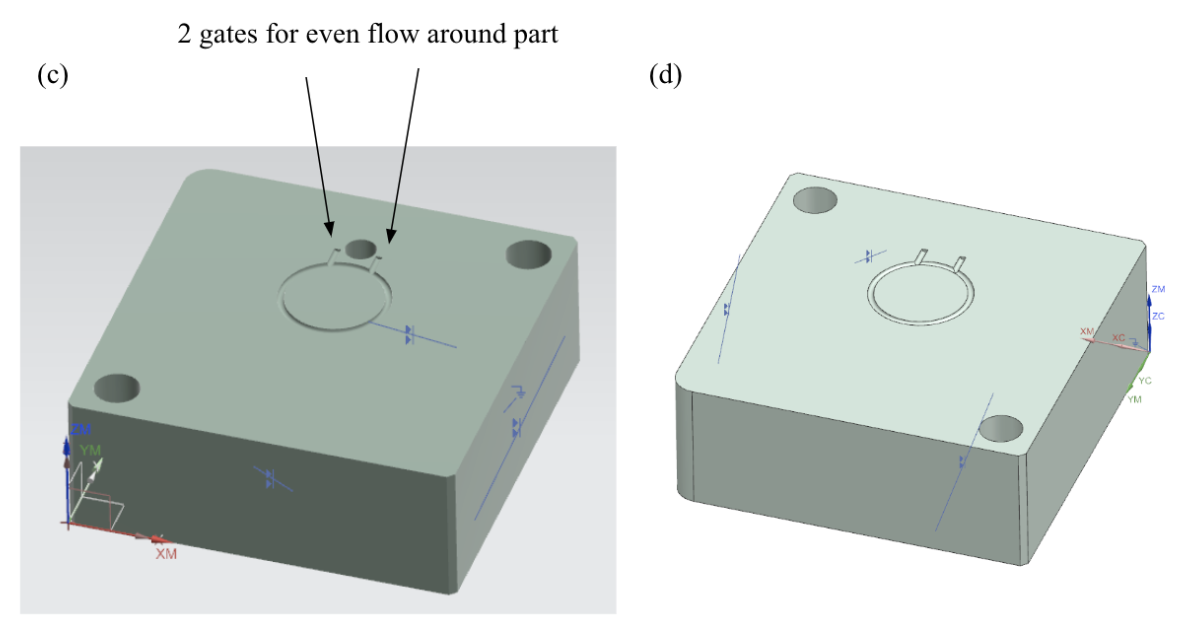 2 gates for even flow around part
(c)
(d)
ZM
YM
XM
ZM
ZC
XM
XC
YC
YM